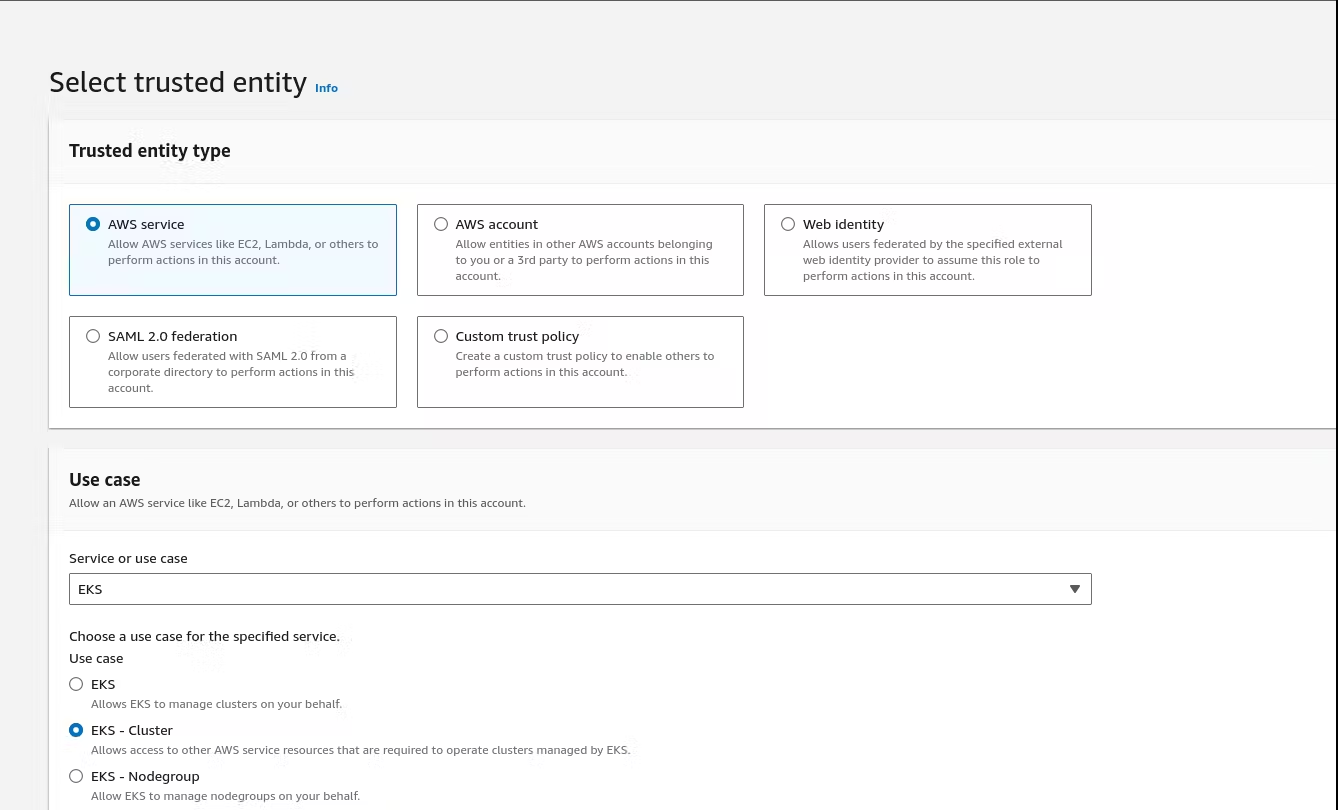 Select trusted entity Info
Trusted entity type
AWS service
Allow AWS services like EC2, Lambda, or others to
perform actions in this account.
AWS account
Allow entities in other AWS accounts belonging
to you or a 3rd party to perform actions in this
account.
Web identity
Allows users federated by the specified external
web identity provider to assume this role to
perform actions in this account.
SAML 2.0 federation
Allow users federated with SAML 2.0 from a
corporate directory to perform actions in this
account.
Custom trust policy
Create a custom trust policy to enable others to
perform actions in this account.
Use case
Allow an AWS service like EC2, Lambda, or others to perform actions in this account.
Service or use case
EKS
Choose a use case for the specified service.
Use case
EKS
Allows EKS to manage clusters on your behalf.
EKS - Cluster
Allows access to other AWS service resources that are required to operate clusters managed by EKS.
EKS - Nodegroup
Allow EKS to manage nodegroups on your behalf.